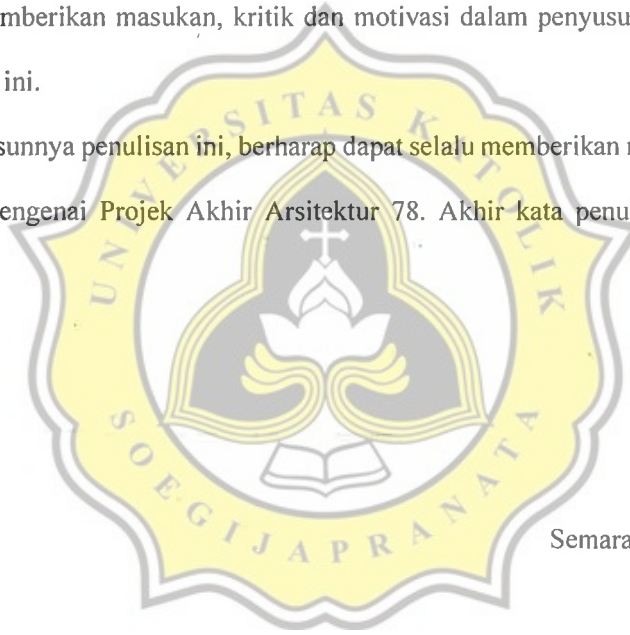 mberikan masukan, kritik dan motivasi dalam penyusu
ini.
sunnya penulisan ini, berharap dapat selalu memberikan
engenai Projek Akhir Arsitektur 78. Akhir kata penu
Semara
UNIVERSITAS KATOLIK
SOEGIJAPRANATA